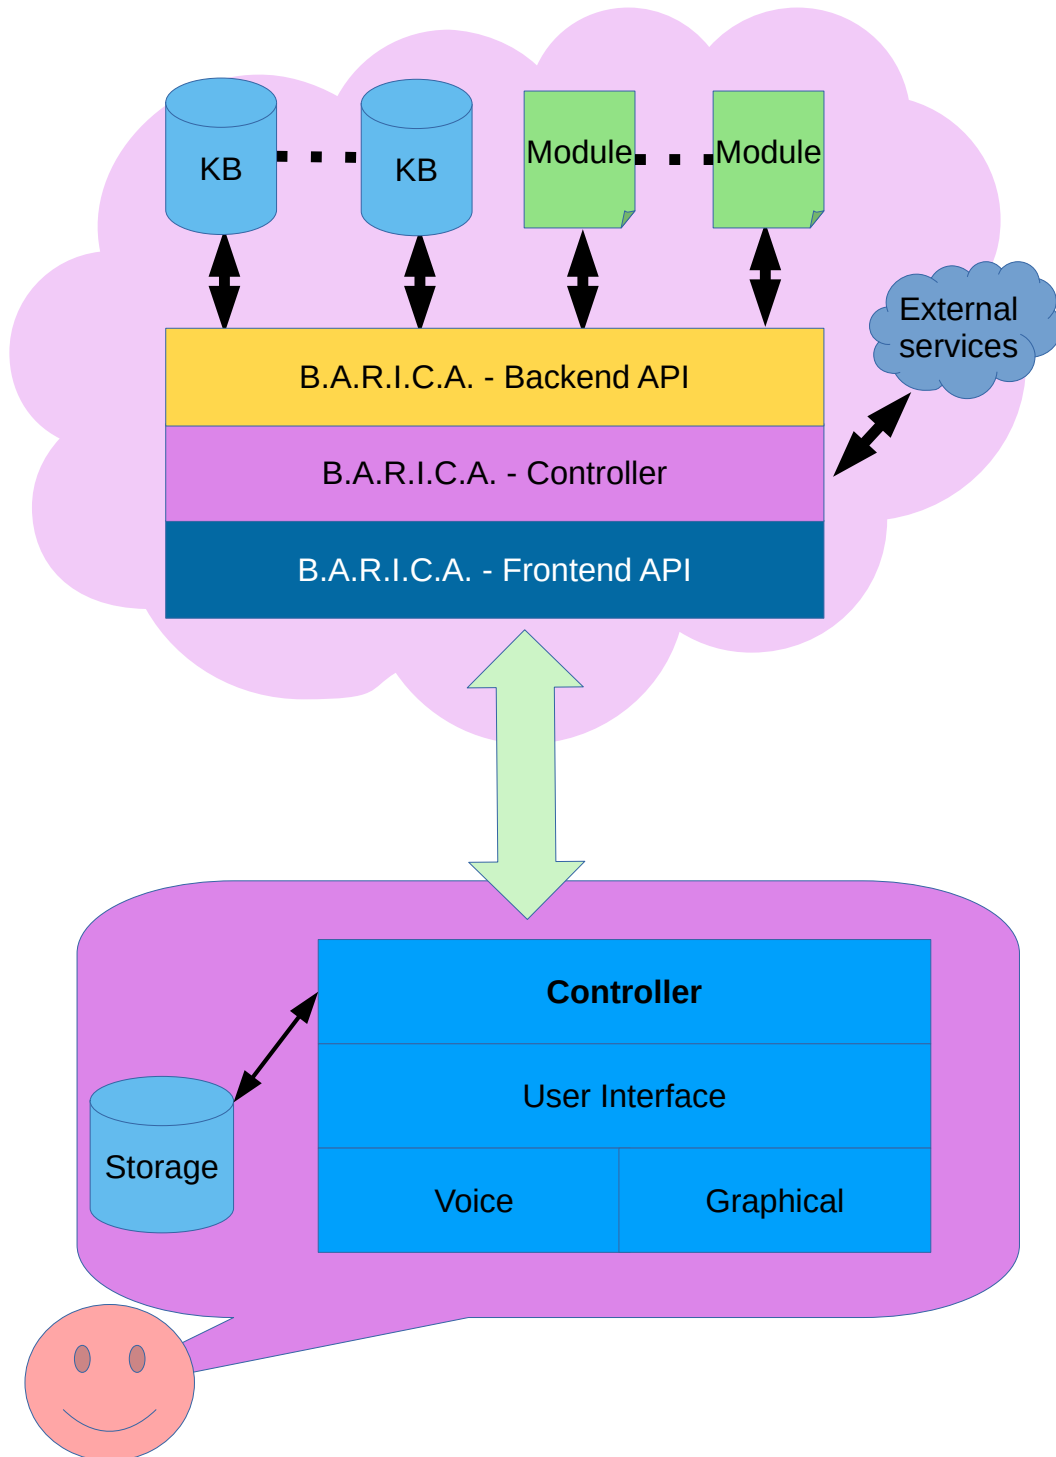 KB
KB
Module
Module
External
services
B.A.R.I.C.A. - Backend API
B.A.R.I.C.A. - Controller
B.A.R.I.C.A. - Frontend API
Controller
User Interface
Storage
Voice
Graphical